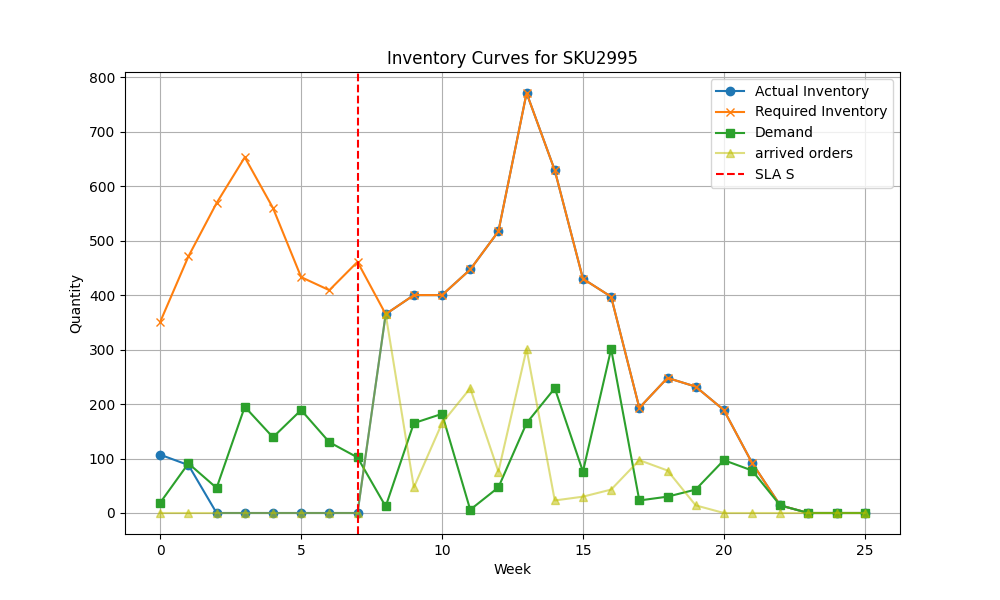 Inventory Curves for SKU2995
800
700
600
500
400
300
200
100
0
Quantity
Actual Inventory
Required Inventory
Demand
arrived orders
SLA S
0 5 10 15 20 25
Week